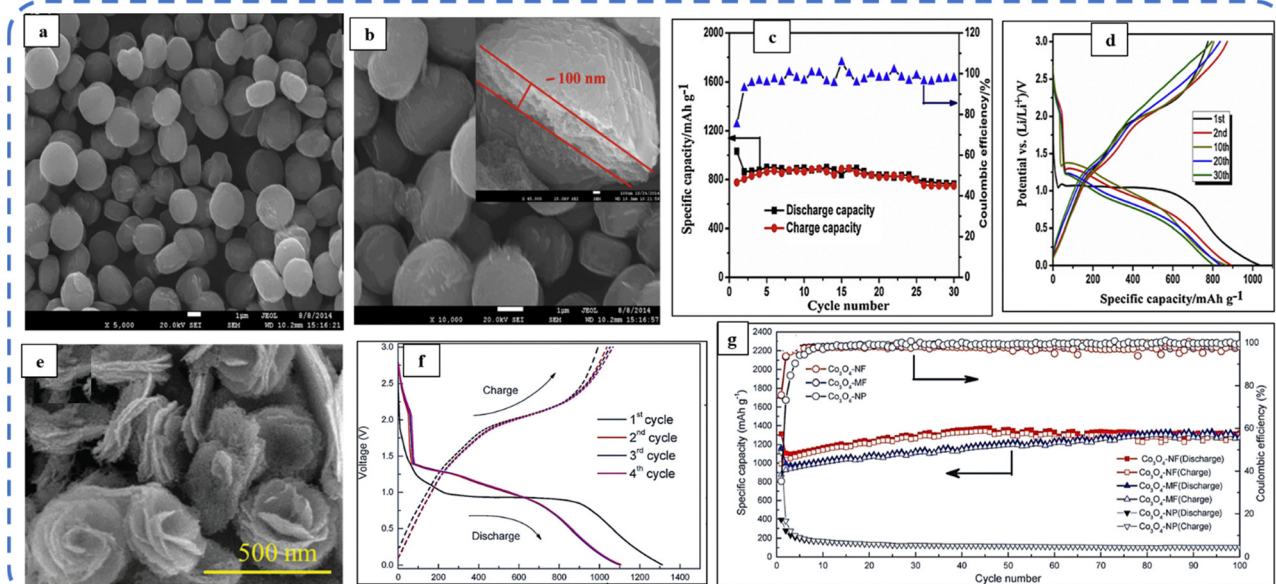 a
X 5,000 20.0kV SEI SEM 1µm JEOL 8/8/2014 WD 10.2mm 15:16:21
b
~ 100 nm
X 10,000 20.0kV SEI SEM 1µm JEOL 8/8/2014 WD 10.2mm 15:16:57
c
Specific capacity/mAh g-1
2000
1600
1200
800
400
0
Coulombic efficiency/%
120
100
80
60
40
20
0
Discharge capacity
Charge capacity
0 5 10 15 20 25 30
Cycle number
d
Potential vs. (Li/Li+)/V
3.0
2.5
2.0
1.5
1.0
0.5
0.0
1st
2nd
10th
20th
30th
0 200 400 600 800 1000
Specific capacity/mAh g-1
e
500 nm
f
Voltage (V)
3.0
2.5
2.0
1.5
1.0
0.5
0.0
Charge
1st cycle
2nd cycle
3rd cycle
4th cycle
Discharge
0 200 400 600 800 1000 1200 1400
g
Specific capacity (mAh g-1)
2400
2200
2000
1800
1600
1400
1200
1000
800
600
400
200
0
Coulombic efficiency (%)
100
80
60
40
20
0
Co3O4-NF
Co3O4-MF
Co3O4-NP
Co3O4-NF(Discharge)
Co3O4-NF(Charge)
Co3O4-MF(Discharge)
Co3O4-MF(Charge)
Co3O4-NP(Discharge)
Co3O4-NP(Charge)
0 10 20 30 40 50 60 70 80 90 100
Cycle number